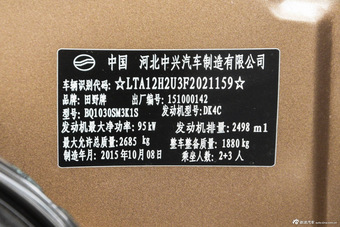 中国 河北中兴汽车制造有限公司
车辆识别代码: ☆LTA12H2U3F2021159☆
品牌: 田野牌 出厂编号: 151000142
型号: BQ1030SM3K1S 发动机型号: DK4C
发动机最大净功率: 95kW 发动机排量: 2498 ml
最大允许总质量: 2685 kg 整车整备质量: 1880kg
制造年月: 2015年10月08日 乘坐人数: 2+3人